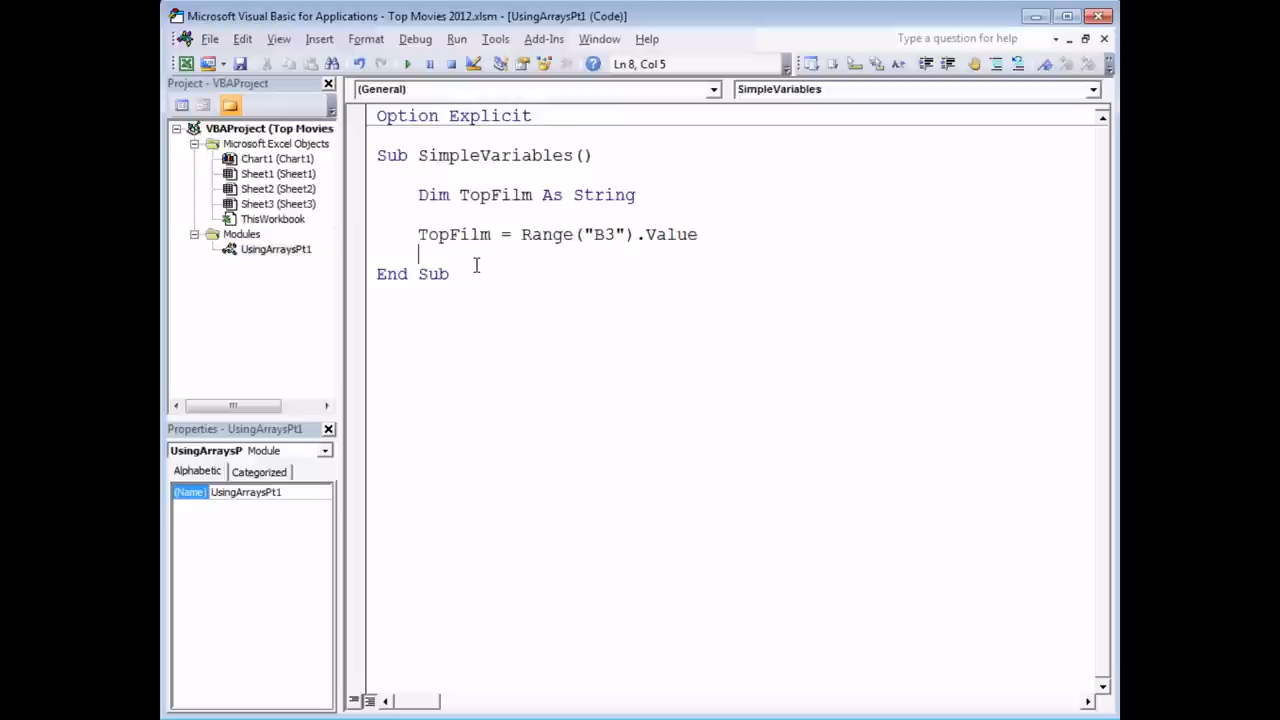 Microsoft Visual Basic for Applications - Top Movies 2012.xlsm - [UsingArraysPt1 (Code)]
File Edit View Insert Format Debug Run Tools Add-Ins Window Help Type a question for help
Ln 8, Col 5
Project - VBAProject
(General) SimpleVariables
VBAProject (Top Movies
Microsoft Excel Objects
Chart1 (Chart1)
Sheet1 (Sheet1)
Sheet2 (Sheet2)
Sheet3 (Sheet3)
ThisWorkbook
Modules
UsingArraysPt1
Properties - UsingArraysPt1
UsingArraysP Module
Alphabetic Categorized
(Name) UsingArraysPt1
Option Explicit
Sub SimpleVariables()
Dim TopFilm As String
TopFilm = Range("B3").Value
End Sub